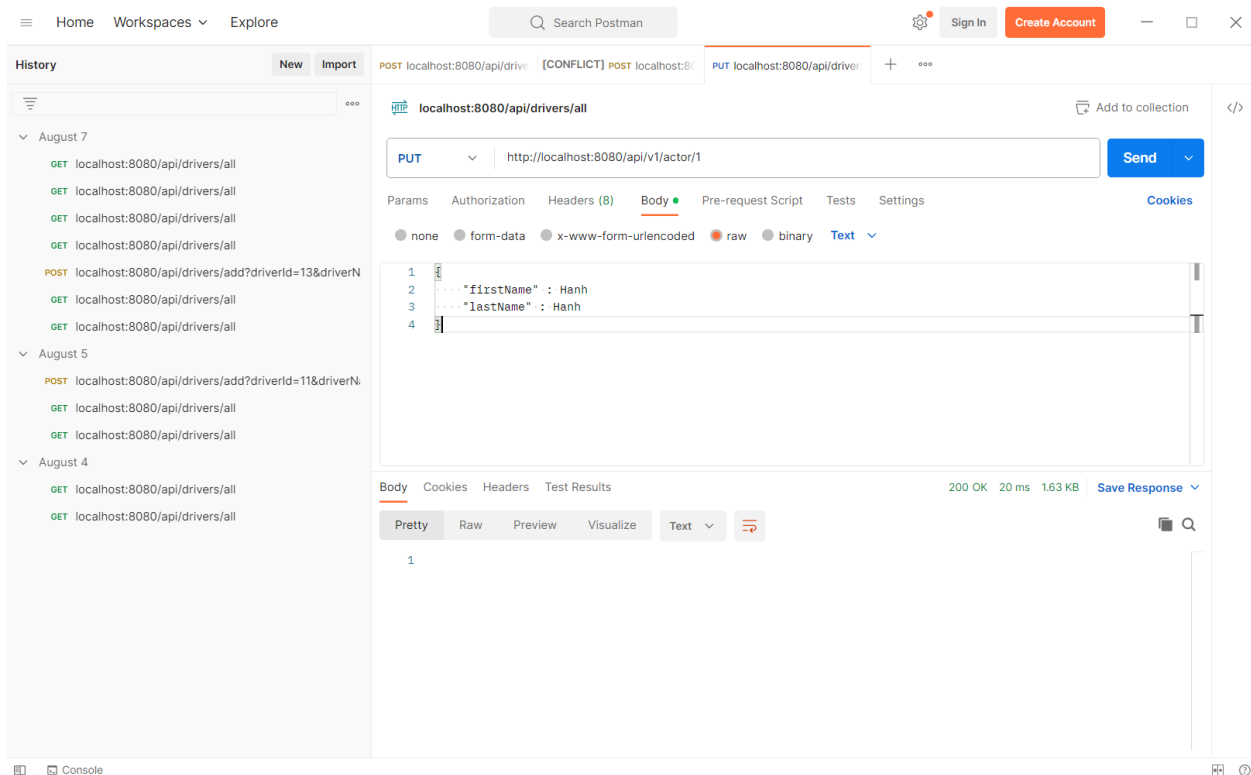 Home Workspaces Explore
Search Postman
Sign In
Create Account
History
New
Import
POST localhost:8080/api/drive
[CONFLICT] POST localhost:80
PUT localhost:8080/api/driver
HTTP localhost:8080/api/drivers/all
Add to collection
</>
August 7
GET localhost:8080/api/drivers/all
GET localhost:8080/api/drivers/all
GET localhost:8080/api/drivers/all
GET localhost:8080/api/drivers/all
POST localhost:8080/api/drivers/add?driverId=13&driverN
GET localhost:8080/api/drivers/all
GET localhost:8080/api/drivers/all
August 5
POST localhost:8080/api/drivers/add?driverId=11&driverNa
GET localhost:8080/api/drivers/all
GET localhost:8080/api/drivers/all
August 4
GET localhost:8080/api/drivers/all
GET localhost:8080/api/drivers/all
PUT
http://localhost:8080/api/v1/actor/1
Send
Params Authorization Headers (8) Body Pre-request Script Tests Settings
Cookies
none form-data x-www-form-urlencoded raw binary Text
1 {
2 "firstName" : Hanh
3 "lastName" : Hanh
4 }
Body Cookies Headers Test Results
200 OK 20 ms 1.63 KB Save Response
Pretty Raw Preview Visualize Text
1
Console